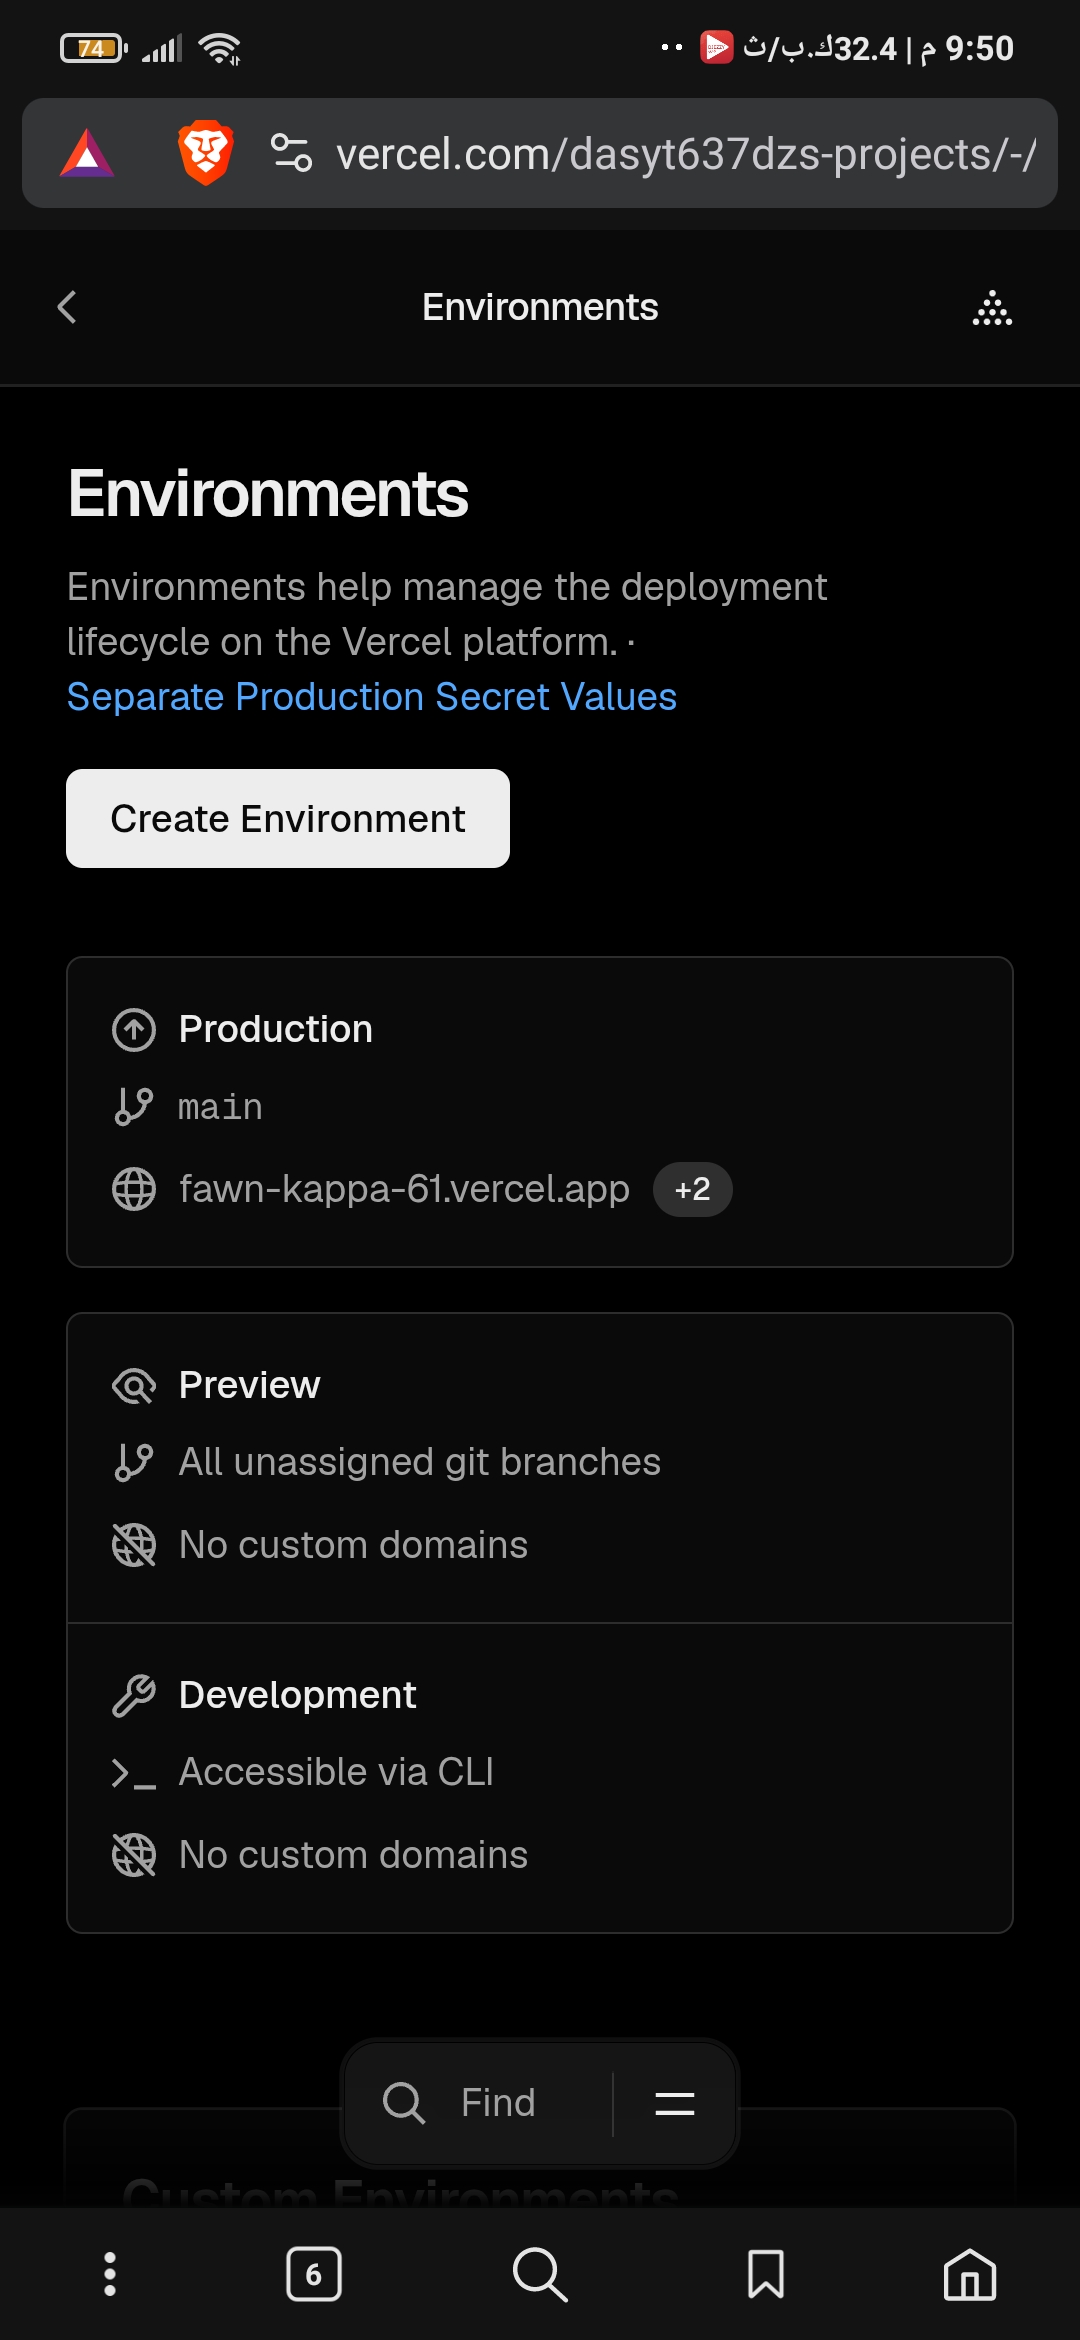 74
9:50 م | 32.4ك.ب/ث
vercel.com/dasyt637dzs-projects/-/
Environments
Environments
Environments help manage the deployment
lifecycle on the Vercel platform. ·
Separate Production Secret Values
Create Environment
Production
main
fawn-kappa-61.vercel.app +2
Preview
All unassigned git branches
No custom domains
Development
Accessible via CLI
No custom domains
Find
Custom Environments
6